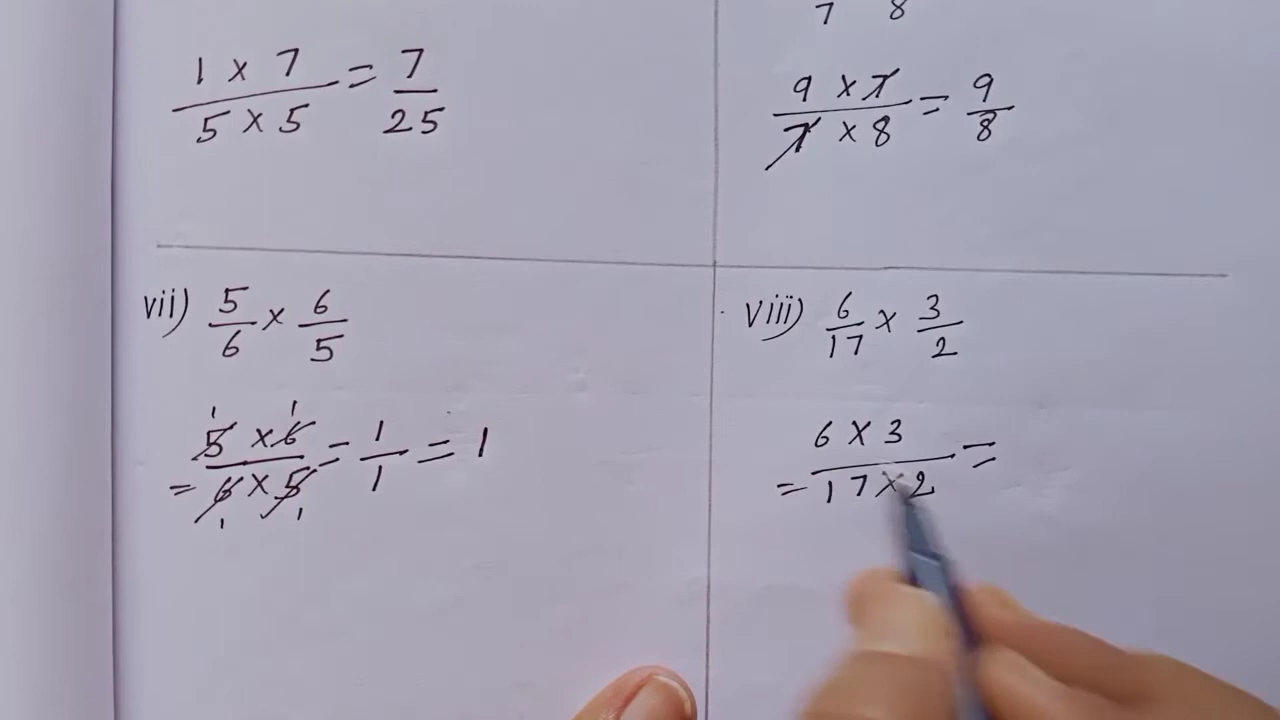 1 × 7 / 5 × 5 = 7 / 25
7 8
9 × 7 / 7 × 8 = 9 / 8
vii) 5/6 × 6/5
= 5 × 6 / 6 × 5 = 1/1 = 1
1 1
1 1
viii) 6/17 × 3/2
= 6 × 3 / 17 × 2 =